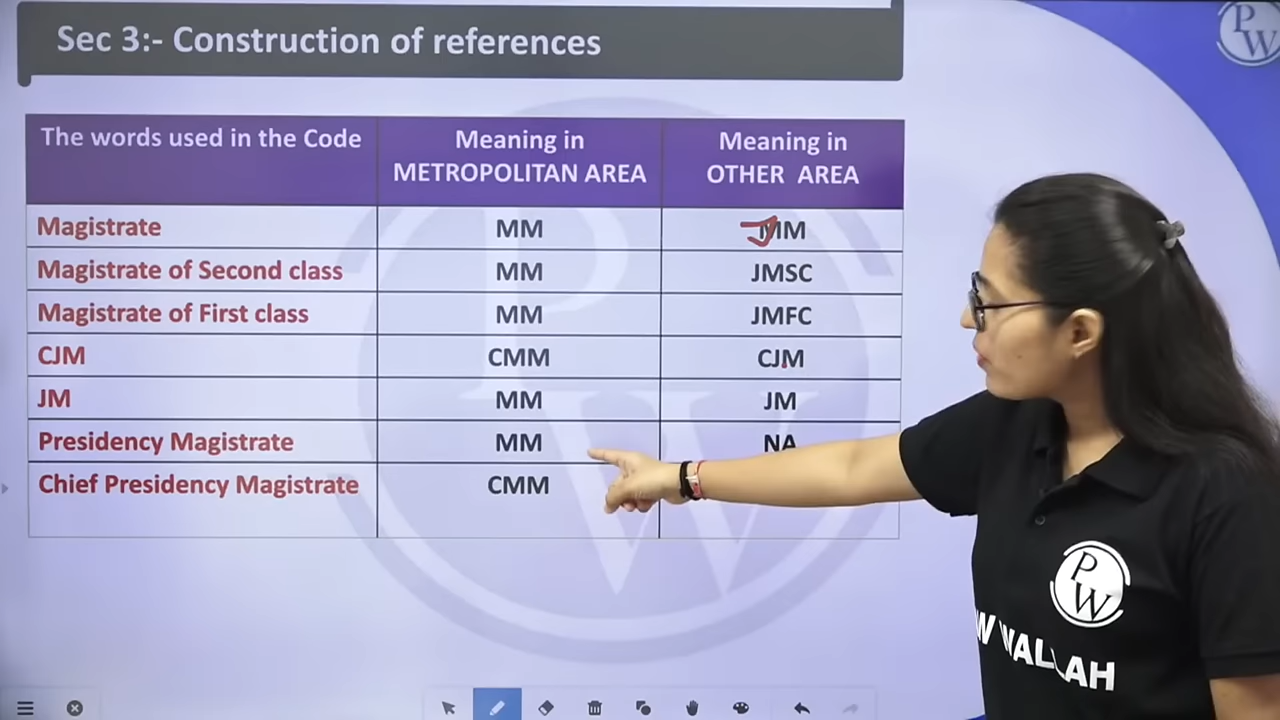 Sec 3:- Construction of references
PW
The words used in the Code
Meaning in
METROPOLITAN AREA
Meaning in
OTHER AREA
Magistrate MM MM
Magistrate of Second class MM JMSC
Magistrate of First class MM JMFC
CJM CMM CJM
JM MM JM
Presidency Magistrate MM NA
Chief Presidency Magistrate CMM
PW
W WALLAH